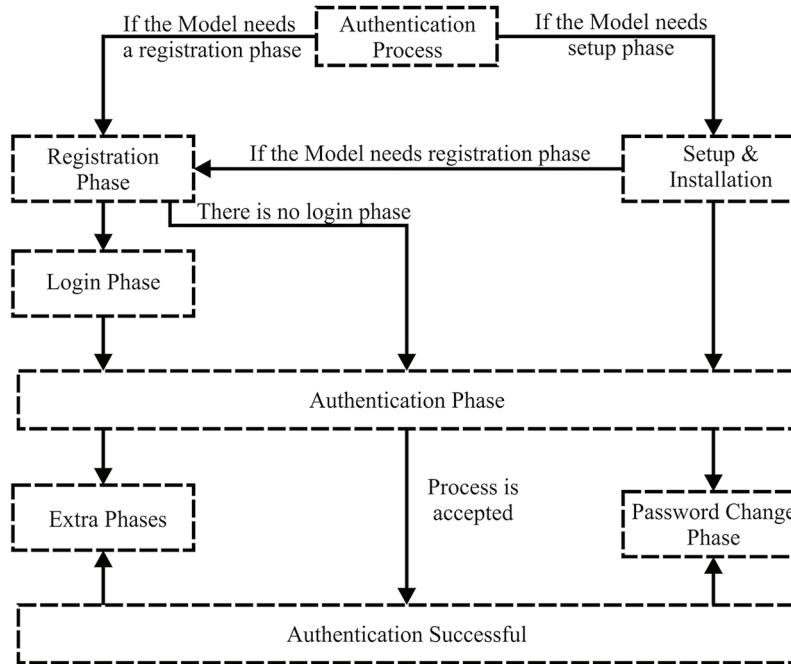 If the Model needs
a registration phase
Authentication
Process
If the Model needs
setup phase
Registration
Phase
If the Model needs registration phase
Setup &
Installation
There is no login phase
Login Phase
Authentication Phase
Extra Phases
Process is
accepted
Password Change
Phase
Authentication Successful